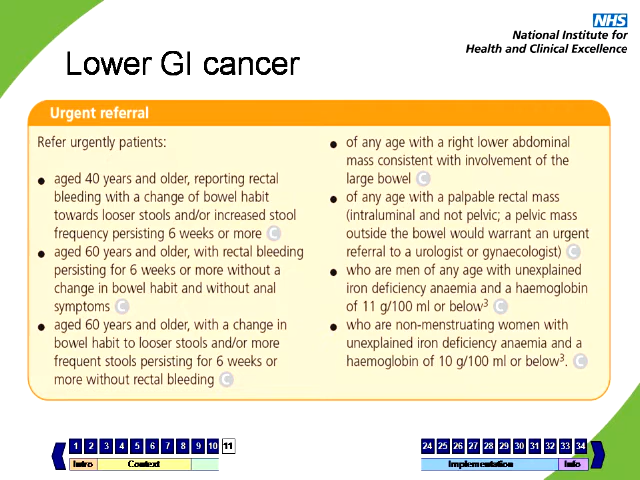 NHS
National Institute for
Health and Clinical Excellence
Lower GI cancer
Urgent referral
Refer urgently patients:
● aged 40 years and older, reporting rectal
bleeding with a change of bowel habit
towards looser stools and/or increased stool
frequency persisting 6 weeks or more C
● aged 60 years and older, with rectal bleeding
persisting for 6 weeks or more without a
change in bowel habit and without anal
symptoms C
● aged 60 years and older, with a change in
bowel habit to looser stools and/or more
frequent stools persisting for 6 weeks or
more without rectal bleeding C
● of any age with a right lower abdominal
mass consistent with involvement of the
large bowel C
● of any age with a palpable rectal mass
(intraluminal and not pelvic; a pelvic mass
outside the bowel would warrant an urgent
referral to a urologist or gynaecologist) C
● who are men of any age with unexplained
iron deficiency anaemia and a haemoglobin
of 11 g/100 ml or below³ C
● who are non-menstruating women with
unexplained iron deficiency anaemia and a
haemoglobin of 10 g/100 ml or below³. C
1 2 3 4 5 6 7 8 9 10 11
Intro Context
24 25 26 27 28 29 30 31 32 33 34
Implementation Info